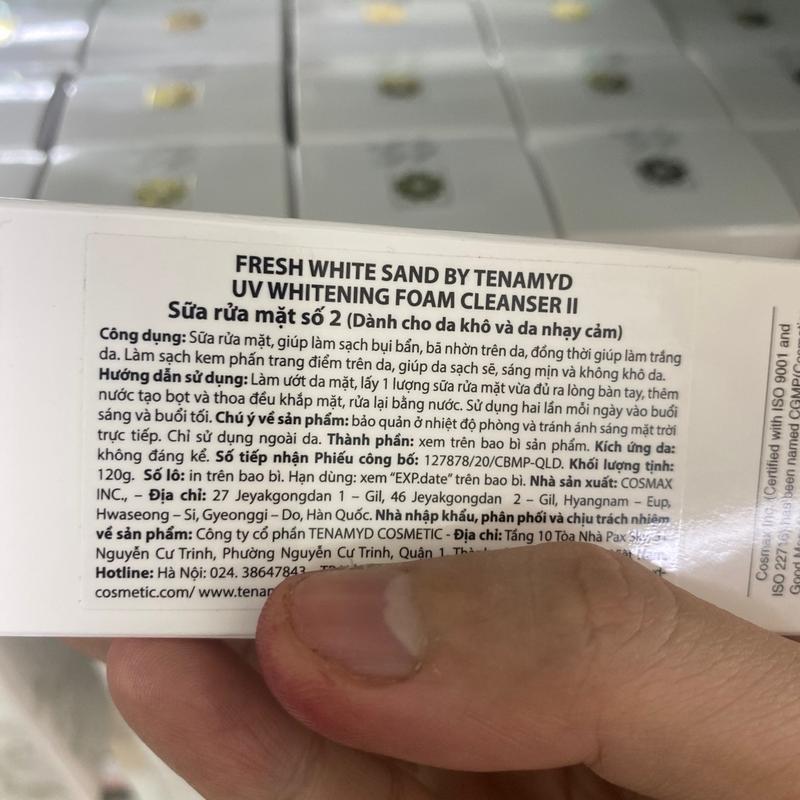 FRESH WHITE SAND BY TENAMYD
UV WHITENING FOAM CLEANSER II
Sữa rửa mặt số 2 (Dành cho da khô và da nhạy cảm)
Công dụng: Sữa rửa mặt, giúp làm sạch bụi bẩn, bã nhờn trên da, đồng thời giúp làm trắng
da. Làm sạch kem phấn trang điểm trên da, giúp da sạch sẽ, sáng mịn và không khô da.
Hướng dẫn sử dụng: Làm ướt da mặt, lấy 1 lượng sữa rửa mặt vừa đủ ra lòng bàn tay, thêm
nước tạo bọt và thoa đều khắp mặt, rửa lại bằng nước. Sử dụng hai lần mỗi ngày vào buổi
sáng và buổi tối. Chú ý về sản phẩm: bảo quản ở nhiệt độ phòng và tránh ánh sáng mặt trời
trực tiếp. Chỉ sử dụng ngoài da. Thành phần: xem trên bao bì sản phẩm. Kích ứng da:
không đáng kể. Số tiếp nhận Phiếu công bố: 127878/20/CBMP-QLD. Khối lượng tịnh:
120g. Số lô: in trên bao bì. Hạn dùng: xem "EXP.date" trên bao bì. Nhà sản xuất: COSMAX
INC., – Địa chỉ: 27 Jeyakgongdan 1 – Gil, 46 Jeyakgongdan 2 – Gil, Hyangnam – Eup,
Hwaseong – Si, Gyeonggi – Do, Hàn Quốc. Nhà nhập khẩu, phân phối và chịu trách nhiệm
về sản phẩm: Công ty cổ phần TENAMYD COSMETIC - Địa chỉ: Tầng 10 Tòa Nhà Pax
Nguyễn Cư Trinh, Phường Nguyễn Cư Trinh, Quận 1
Hotline: Hà Nội: 024. 38647843
cosmetic.com/
Cosmax Inc. (Certified with ISO 9001 and
ISO 22716) has been named CGMP